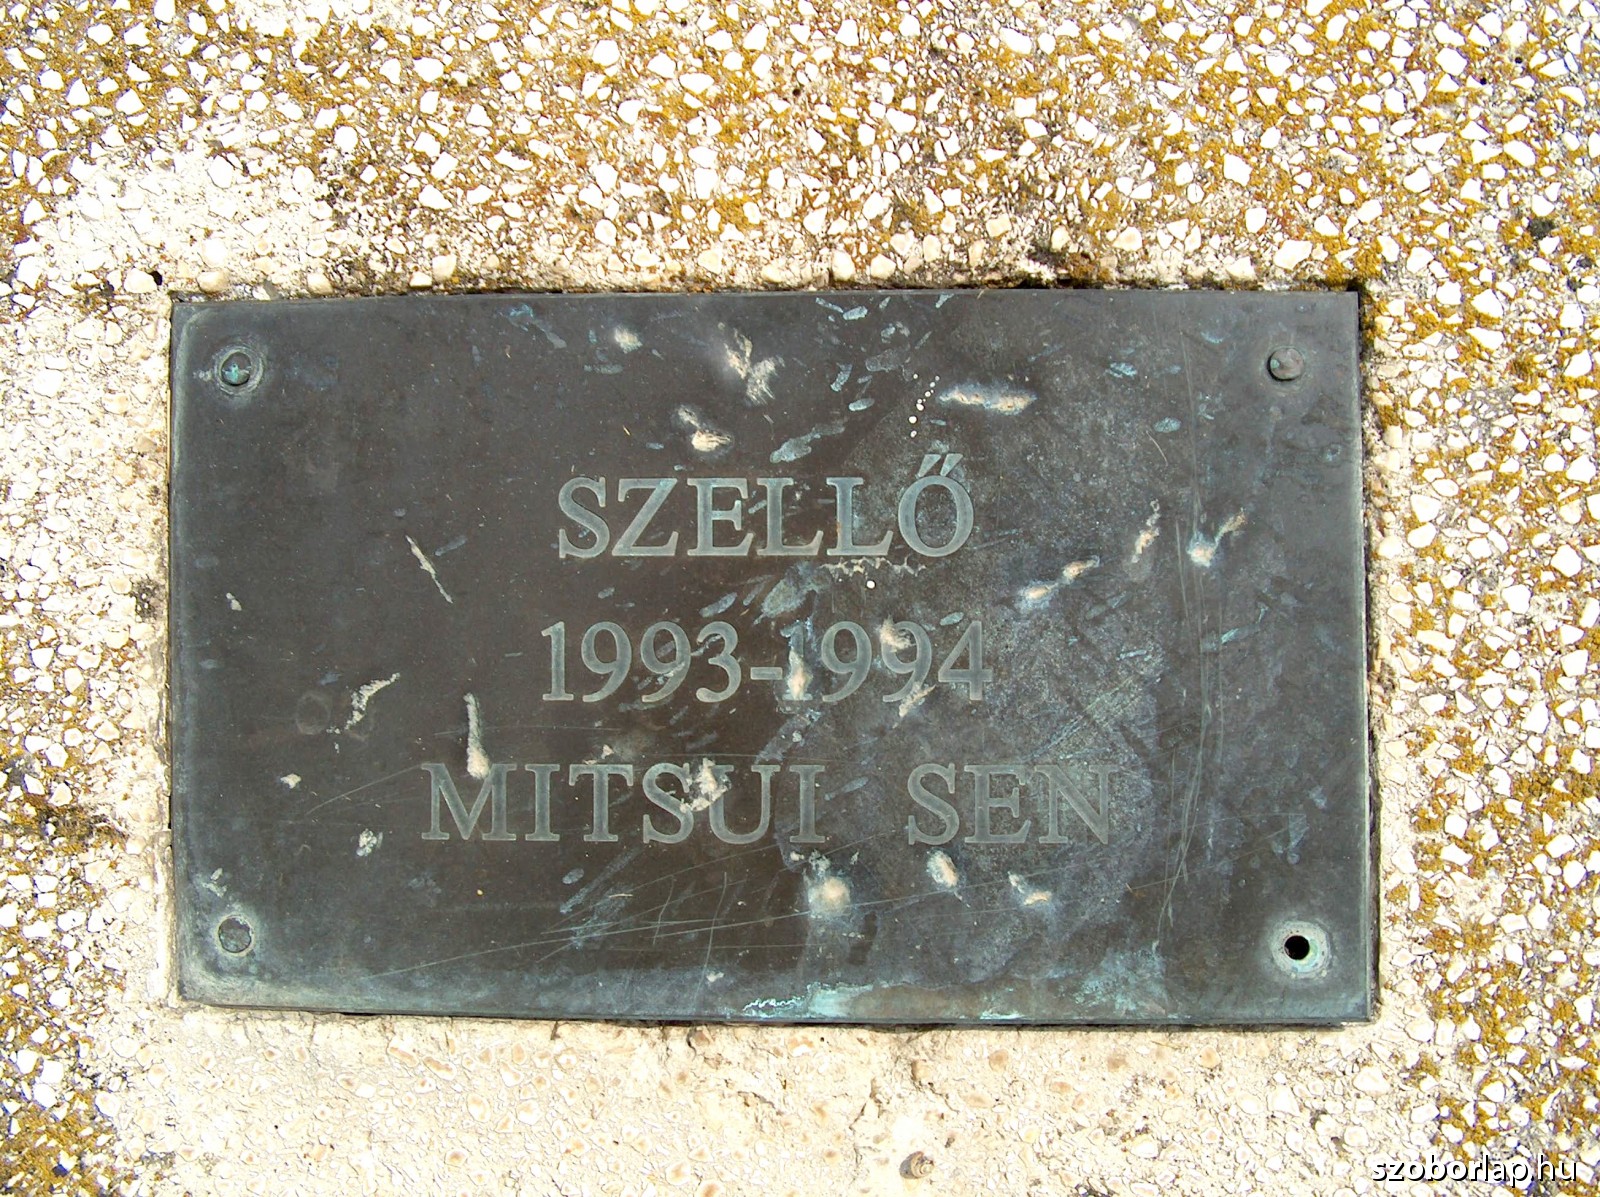 SZELLŐ
1993-1994
MITSUI SEN
szoborlap.hu